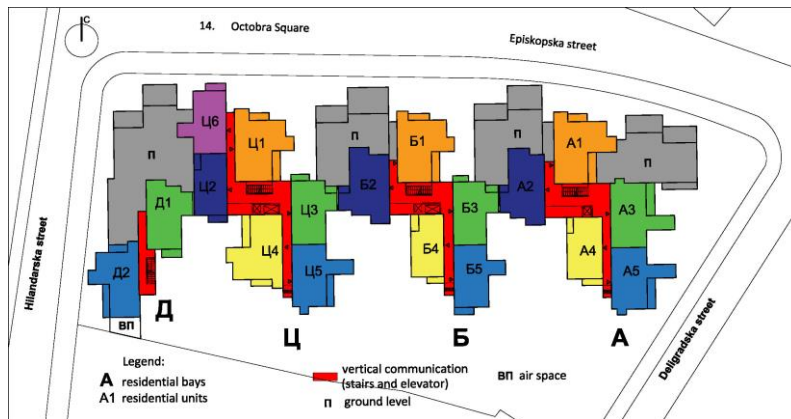 C
14. Octobra Square
Episkopska street
Hilandarska street
Deligradska street
Ц6
Ц1
Б1
А1
П
П
П
П
Ц2
Б2
А2
Д1
Ц3
Б3
А3
Д2
Ц4
Б4
А4
Ц5
Б5
А5
ВП
Д
Ц
Б
А
Legend:
А residential bays
А1 residential units
vertical communication
(stairs and elevator)
П ground level
ВП air space